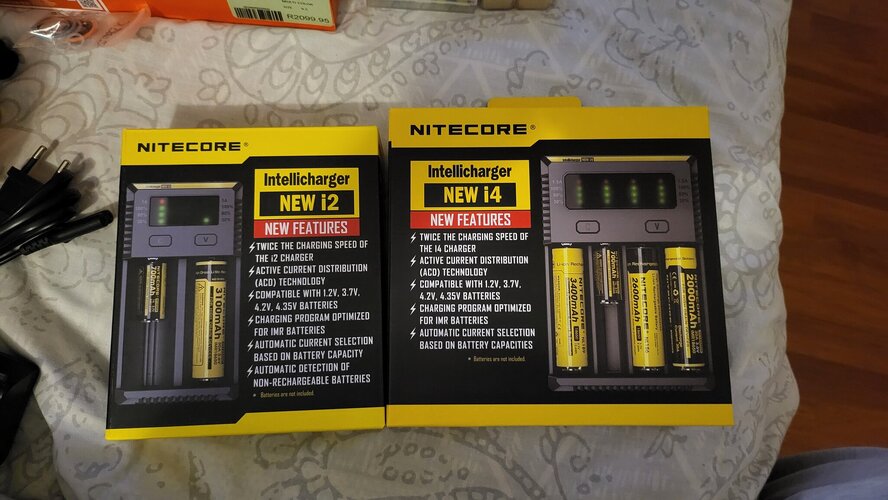 R2099.95
NITECORE®
Intellicharger
NEW i2
NEW FEATURES
TWICE THE CHARGING SPEED OF
THE i2 CHARGER
ACTIVE CURRENT DISTRIBUTION
(ACD) TECHNOLOGY
COMPATIBLE WITH 1.2V, 3.7V,
4.2V, 4.35V BATTERIES
CHARGING PROGRAM OPTIMIZED
FOR IMR BATTERIES
AUTOMATIC CURRENT SELECTION
BASED ON BATTERY CAPACITY
AUTOMATIC DETECTION OF
NON-RECHARGEABLE BATTERIES
* Batteries are not included.
V
3100mAh
NITECORE®
Intellicharger
NEW i4
NEW FEATURES
TWICE THE CHARGING SPEED OF
THE I4 CHARGER
ACTIVE CURRENT DISTRIBUTION
(ACD) TECHNOLOGY
COMPATIBLE WITH 1.2V, 3.7V,
4.2V, 4.35V BATTERIES
CHARGING PROGRAM OPTIMIZED
FOR IMR BATTERIES
AUTOMATIC CURRENT SELECTION
BASED ON BATTERY CAPACITIES
* Batteries are not included.
V
3400mAh
NITECORE
2600mAh
2000mAh